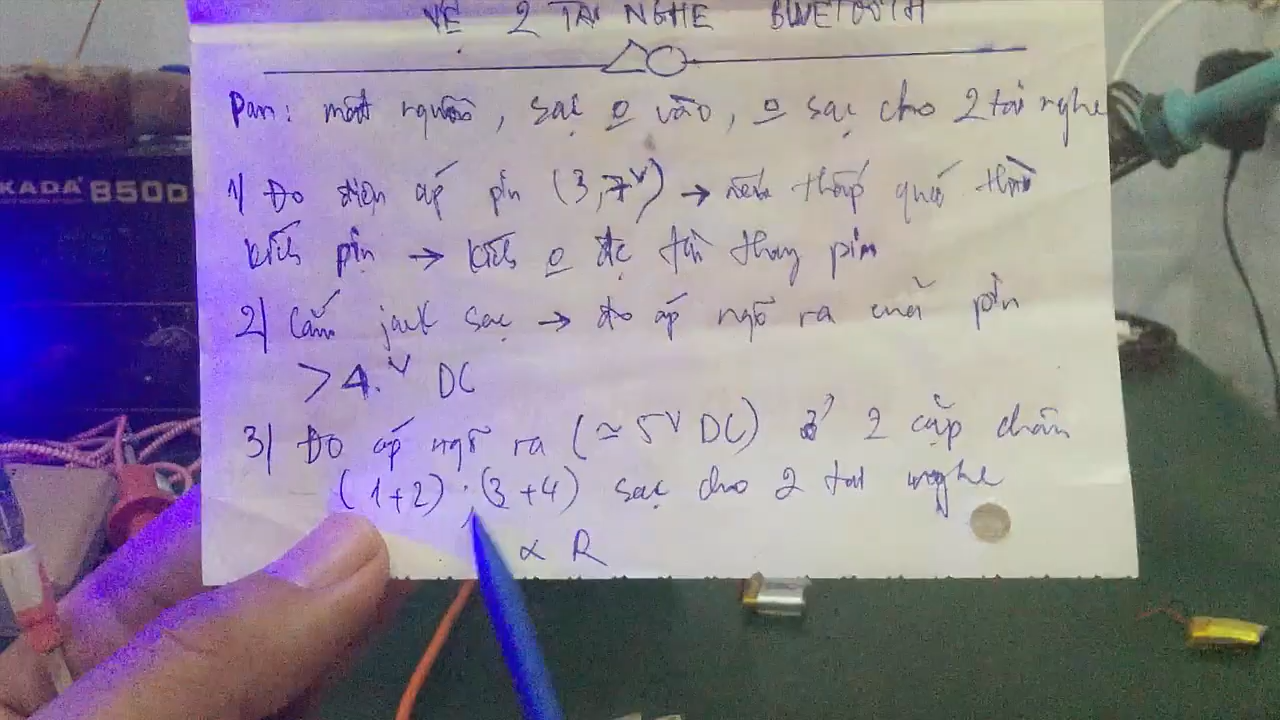 VỀ 2 TAI NGHE BLUETOOTH
Pan: mất nguồn, sạc o vào, o sạc cho 2 tai nghe
KADA 850D
1) Đo điện áp pin (3,7V) → nếu thấp quá thì
kích pin → kích o đc thì thay pin
2) Cắm jack sạc → đo áp ngõ ra của pin
>4.V DC
3) Đo áp ngõ ra (≃ 5V DC) ở 2 cặp chân
(1+2) . (3+4) sạc cho 2 tai nghe
α R